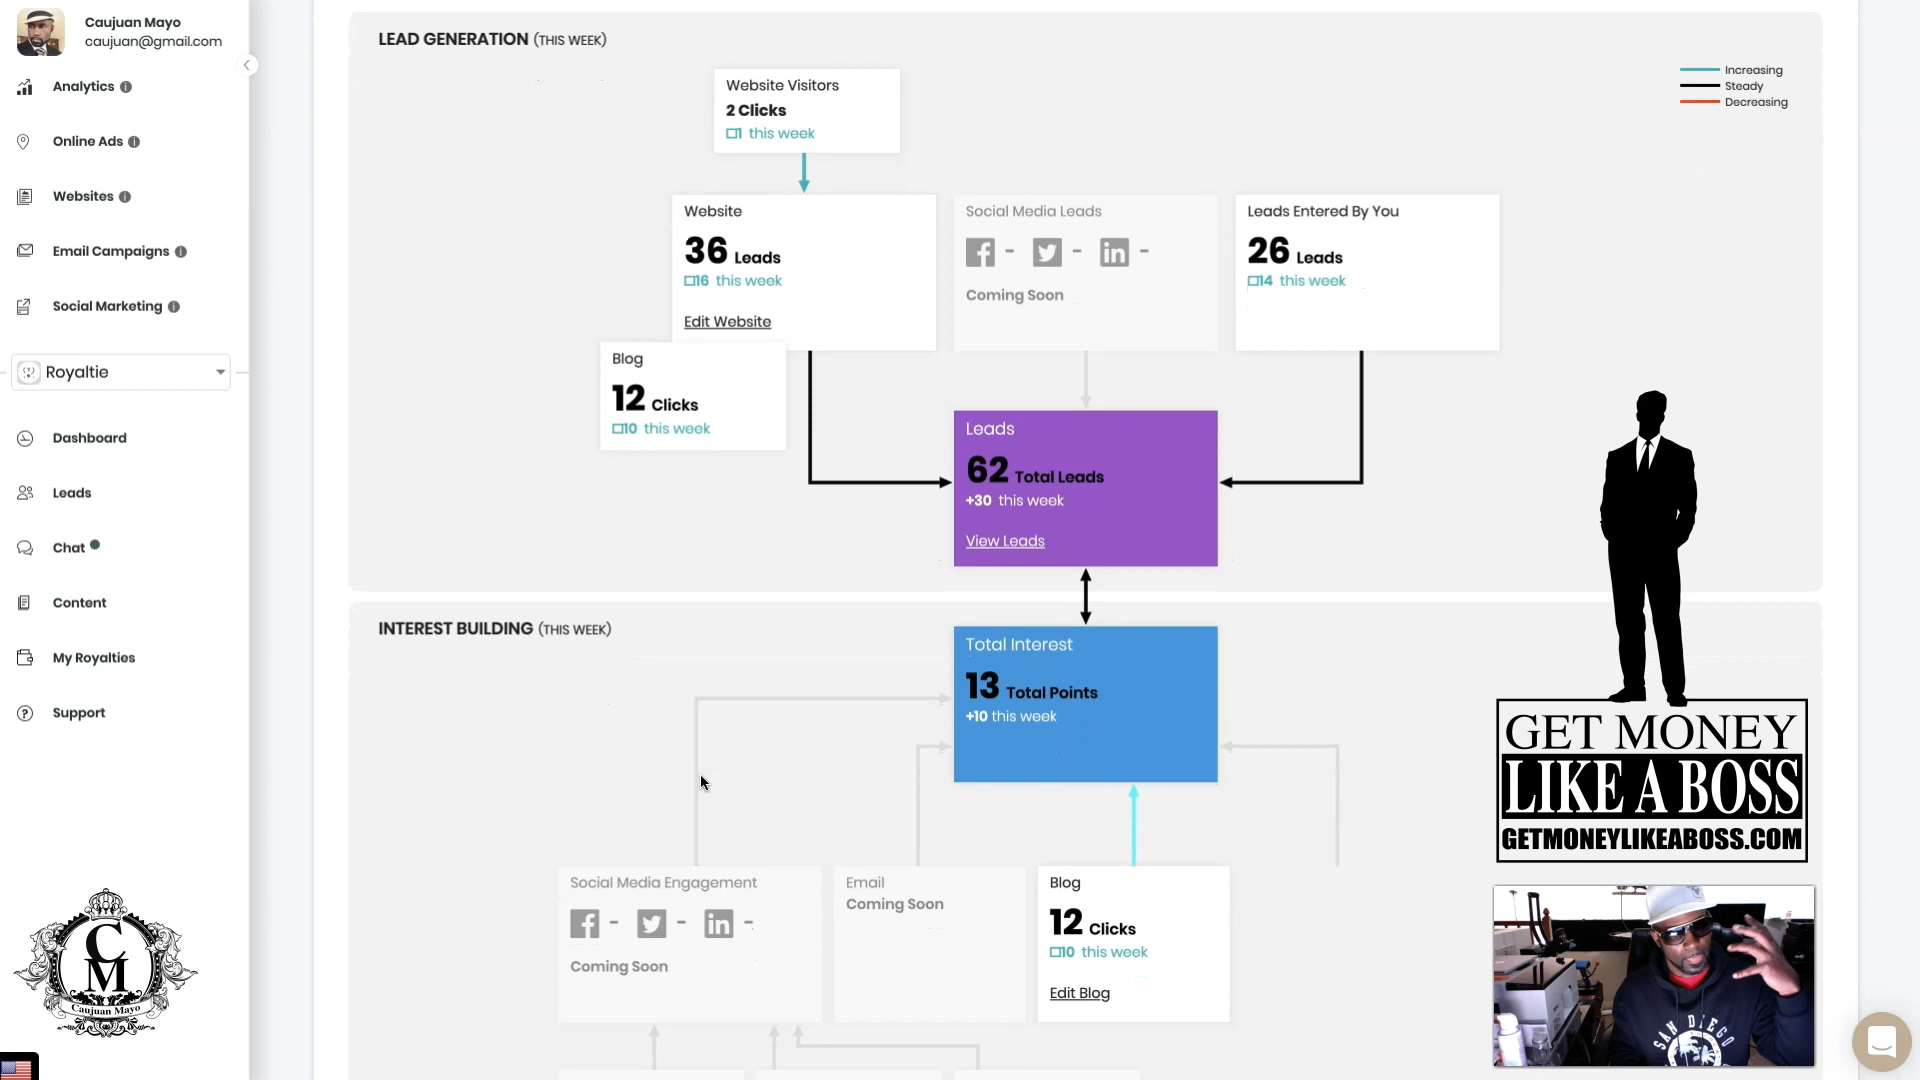 Caujuan Mayo
caujuan@gmail.com
Analytics
Online Ads
Websites
Email Campaigns
Social Marketing
Royaltie
Dashboard
Leads
Chat
Content
My Royalties
Support
C
M
Caujuan Mayo
LEAD GENERATION (THIS WEEK)
Increasing
Steady
Decreasing
Website Visitors
2 Clicks
1 this week
Website
36 Leads
16 this week
Edit Website
Social Media Leads
f - - in -
Coming Soon
Leads Entered By You
26 Leads
14 this week
Blog
12 Clicks
10 this week
Leads
62 Total Leads
+30 this week
View Leads
INTEREST BUILDING (THIS WEEK)
Total Interest
13 Total Points
+10 this week
Social Media Engagement
f - - in -
Coming Soon
Email
Coming Soon
Blog
12 Clicks
10 this week
Edit Blog
GET MONEY
LIKE A BOSS
GETMONEYLIKEABOSS.COM
SAN DIEGO